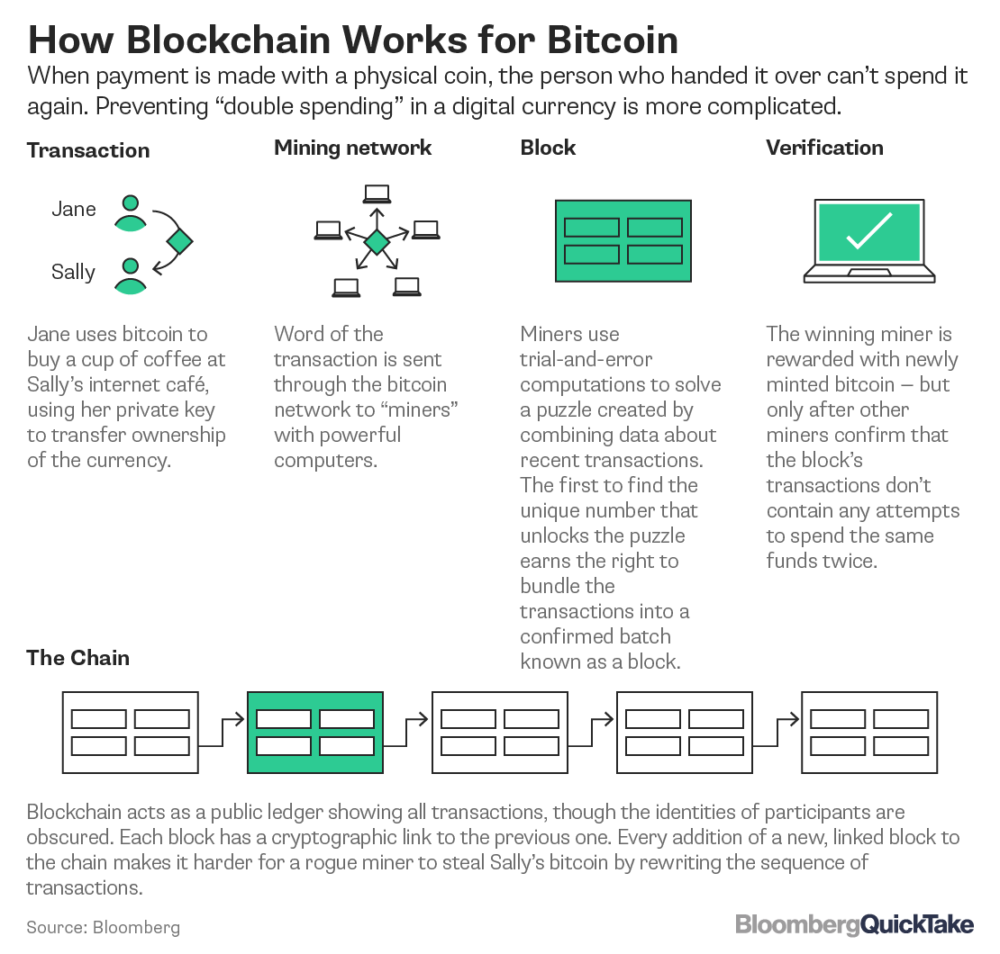 How Blockchain Works for Bitcoin
When payment is made with a physical coin, the person who handed it over can’t spend it
again. Preventing “double spending” in a digital currency is more complicated.
Transaction
Jane
Sally
Jane uses bitcoin to
buy a cup of coffee at
Sally’s internet café,
using her private key
to transfer ownership
of the currency.
Mining network
Word of the
transaction is sent
through the bitcoin
network to “miners”
with powerful
computers.
Block
Miners use
trial-and-error
computations to solve
a puzzle created by
combining data about
recent transactions.
The first to find the
unique number that
unlocks the puzzle
earns the right to
bundle the
transactions into a
confirmed batch
known as a block.
Verification
The winning miner is
rewarded with newly
minted bitcoin — but
only after other
miners confirm that
the block’s
transactions don’t
contain any attempts
to spend the same
funds twice.
The Chain
Blockchain acts as a public ledger showing all transactions, though the identities of participants are
obscured. Each block has a cryptographic link to the previous one. Every addition of a new, linked block to
the chain makes it harder for a rogue miner to steal Sally’s bitcoin by rewriting the sequence of
transactions.
Source: Bloomberg
BloombergQuickTake